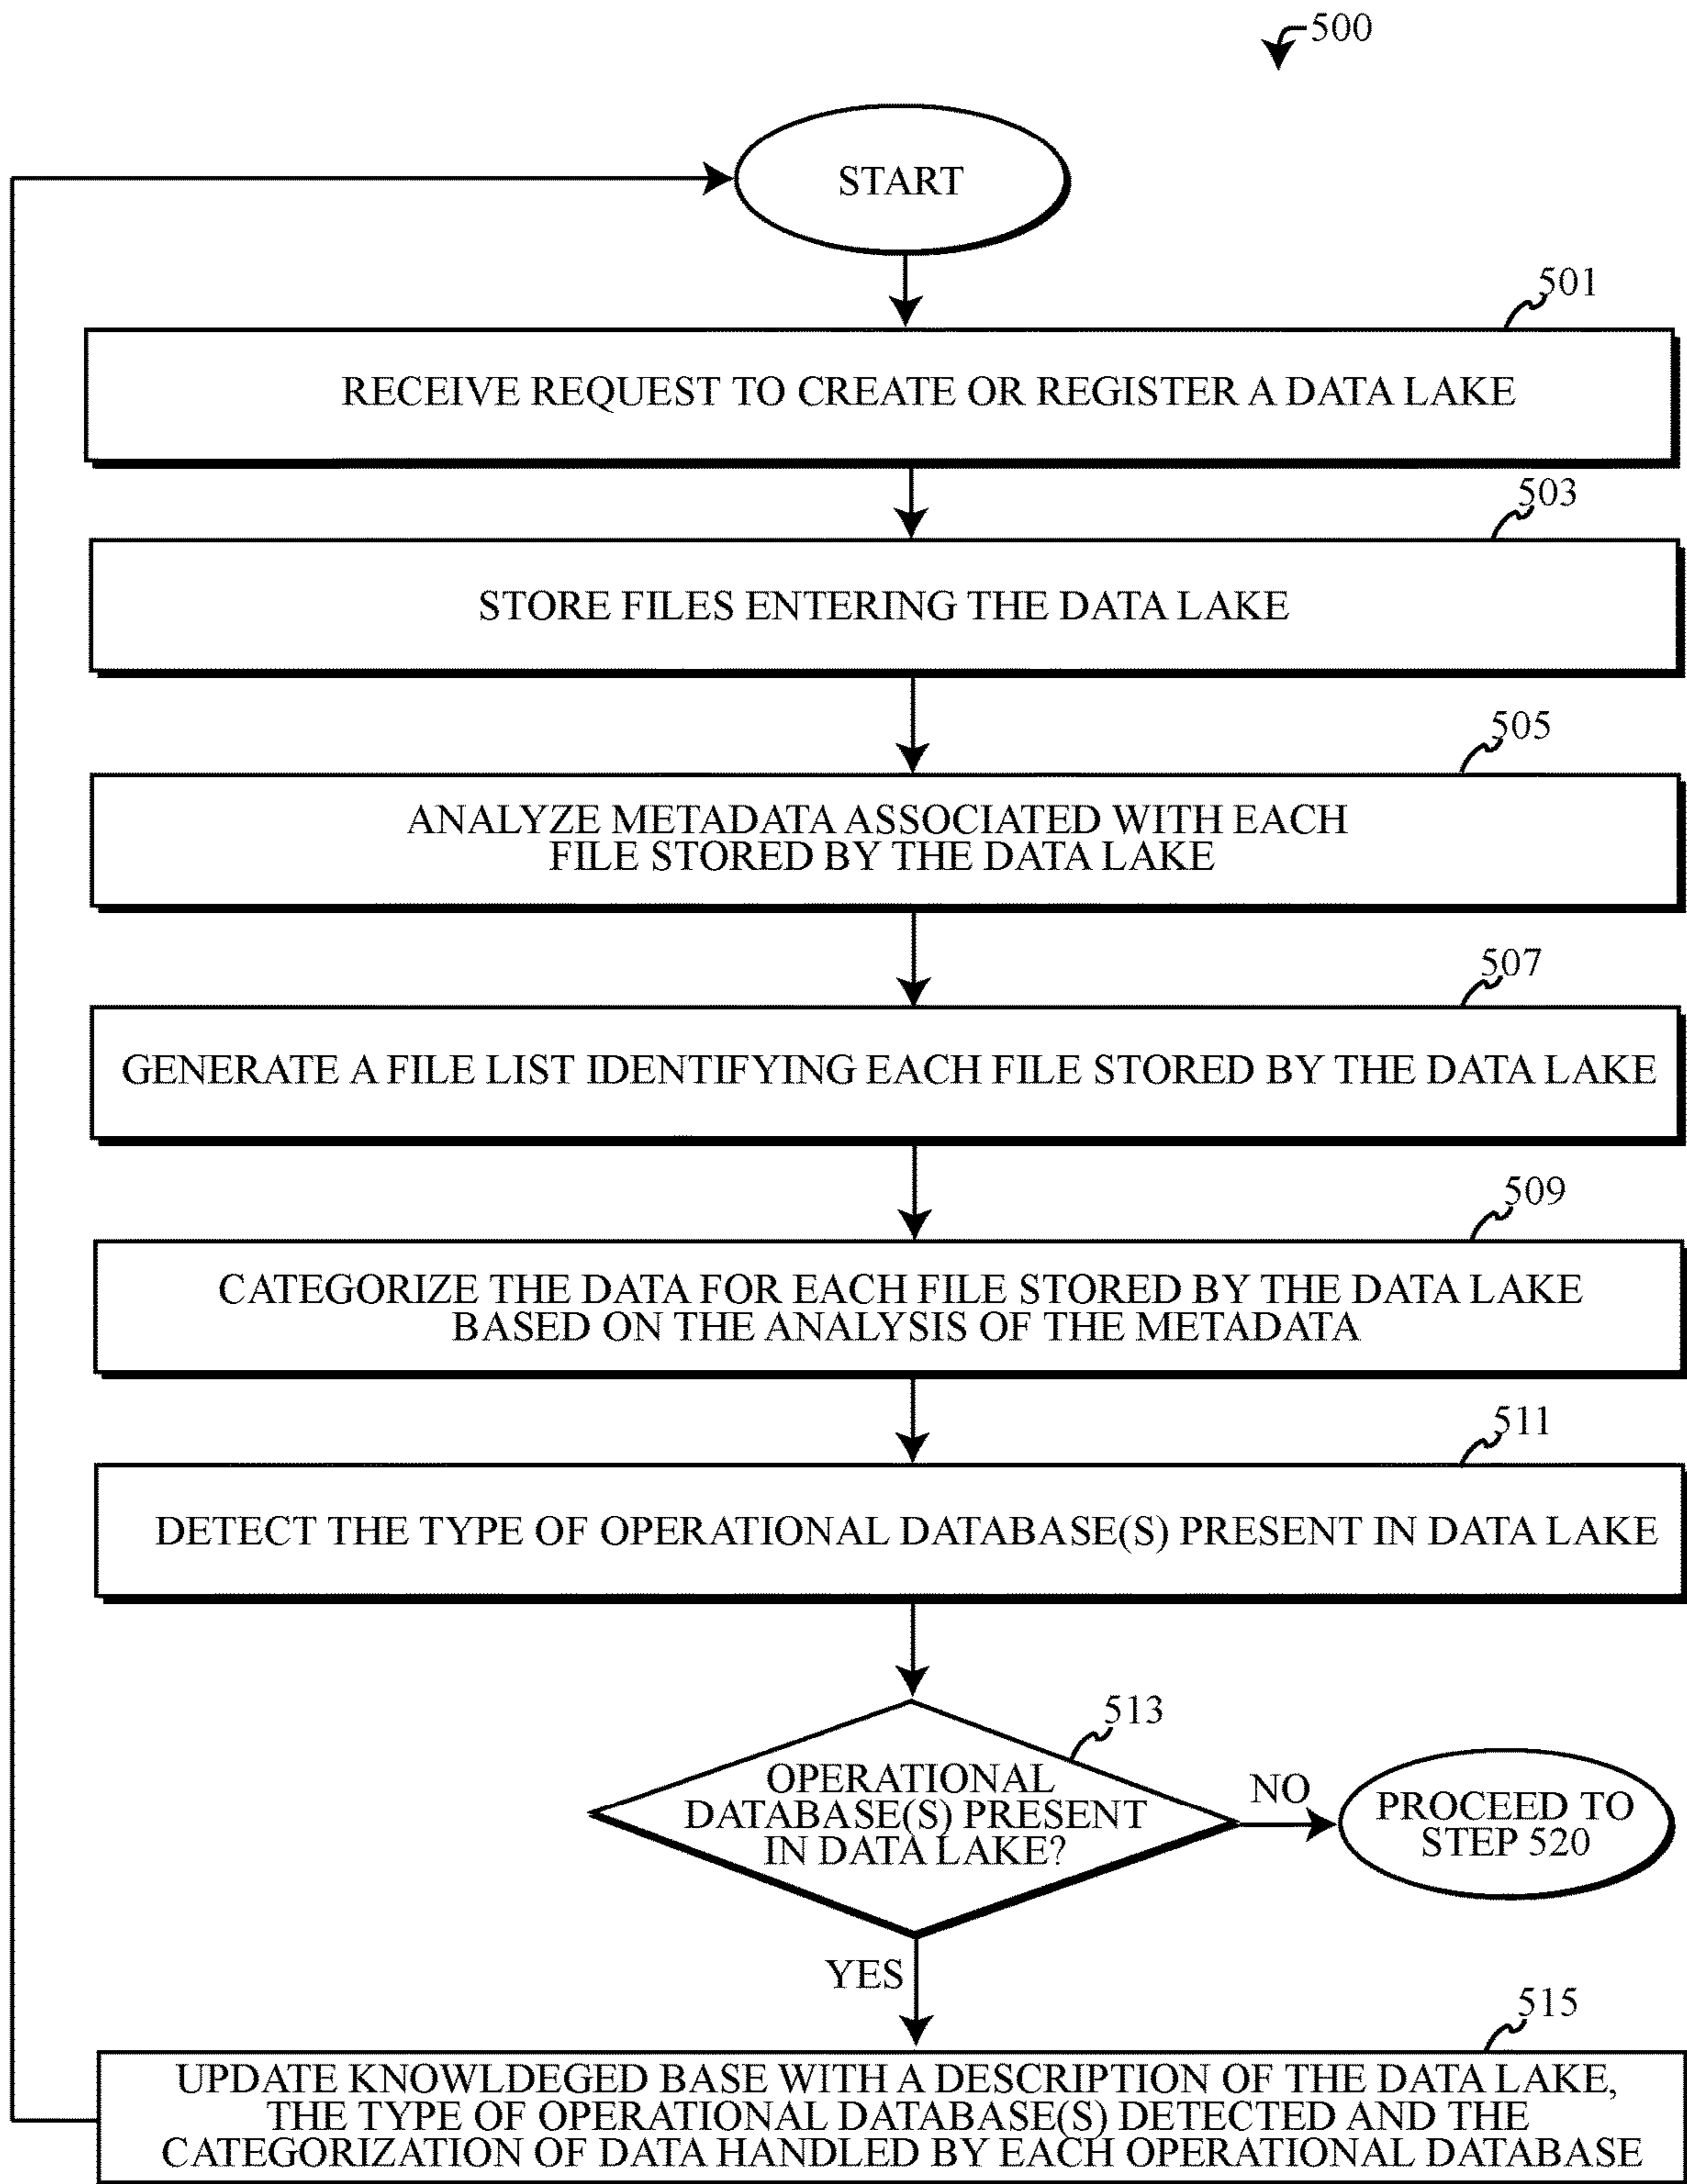 500
START
501
RECEIVE REQUEST TO CREATE OR REGISTER A DATA LAKE
503
STORE FILES ENTERING THE DATA LAKE
505
ANALYZE METADATA ASSOCIATED WITH EACH
FILE STORED BY THE DATA LAKE
507
GENERATE A FILE LIST IDENTIFYING EACH FILE STORED BY THE DATA LAKE
509
CATEGORIZE THE DATA FOR EACH FILE STORED BY THE DATA LAKE
BASED ON THE ANALYSIS OF THE METADATA
511
DETECT THE TYPE OF OPERATIONAL DATABASE(S) PRESENT IN DATA LAKE
513
OPERATIONAL
DATABASE(S) PRESENT
IN DATA LAKE?
NO
PROCEED TO
STEP 520
YES
515
UPDATE KNOWLDEGED BASE WITH A DESCRIPTION OF THE DATA LAKE,
THE TYPE OF OPERATIONAL DATABASE(S) DETECTED AND THE
CATEGORIZATION OF DATA HANDLED BY EACH OPERATIONAL DATABASE